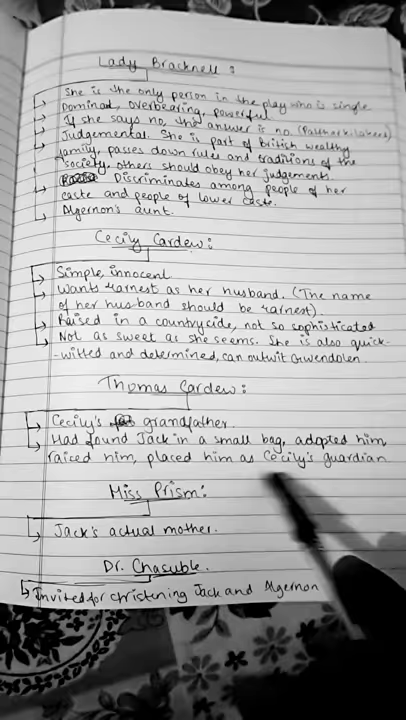 Lady Bracknell :
She is the only person in the play who is single
Dominad, overbearing, powerful
If she says no, the answer is no.
Judgemental. She is part of British wealthy
family, passes down rules and traditions of the
society, others should obey her judgements.
Discriminates among people of her
caste and people of lower caste.
Algernon's aunt.
Cecily Cardew :
Simple, innocent
Wants Earnest as her husband. (The name
of her hus-band should be Earnest).
Raised in a countrycide, not so sophisticated
Not as sweet as she seems. She is also quick-
-witted and determined, can outwit Gwendolen.
Thomas Cardew :
Cecily's grandfather.
Had found Jack in a small bag, adopted him,
raiced him, placed him as Cecily's guardian
Miss Prism :
Jack's actual mother.
Dr. Chasuble.
Invited for christening Jack and Algernon